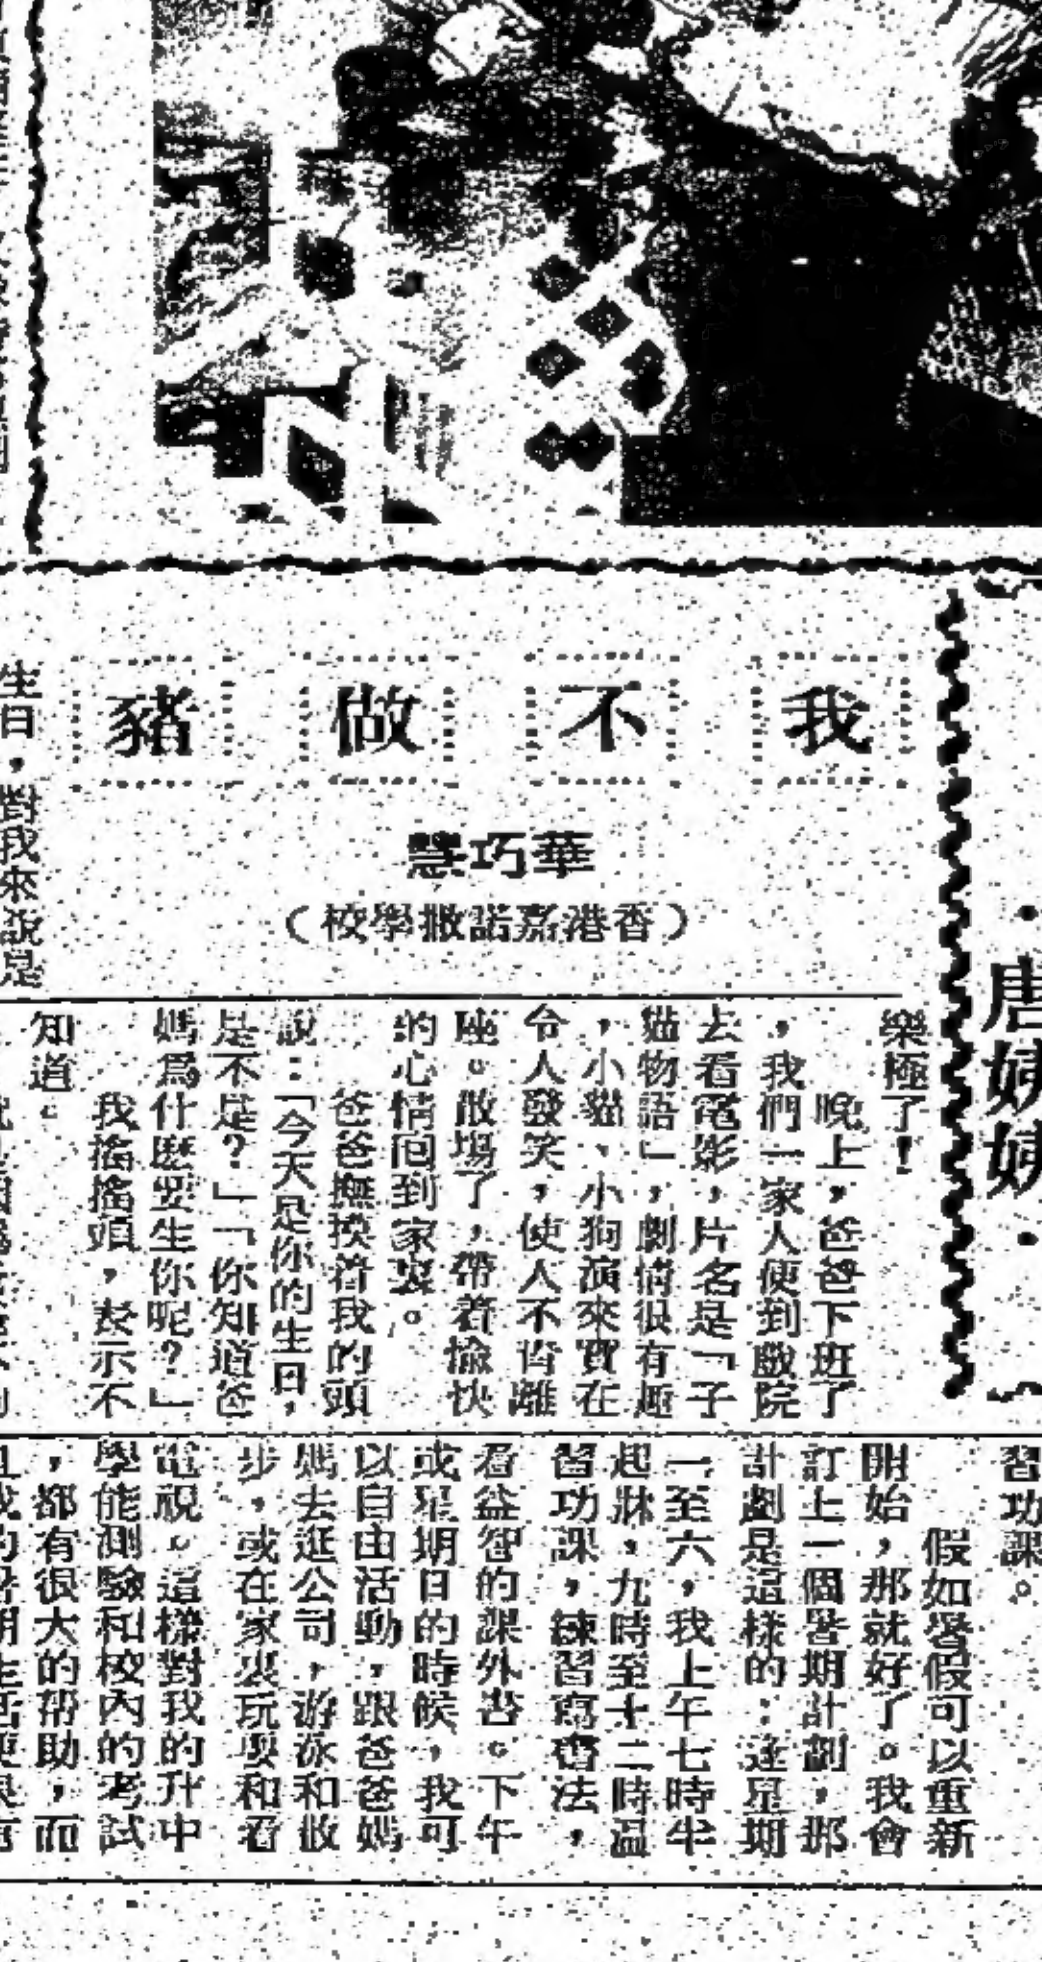 我不做豬
華巧慧
（香港嘉諾撒學校）
生日，對我來說是
樂極了！
晚上，爸爸下班了
，我們一家人便到戲院
去看電影，片名是「子
貓物語」，劇情很有趣
，小貓、小狗演來實在
令人發笑，使人不肯離
座。散場了，帶着愉快
的心情回到家裏。
爸爸撫摸着我的頭
說：「今天是你的生日，
是不是？」「你知道爸
媽爲什麽要生你呢？」
我搖搖頭，表示不
知道。
唐姨姨
習功課。
假如暑假可以重新
開始，那就好了。我會
訂上一個暑期計劃，那
計劃是這樣的：逢星期
一至六，我上午七時半
起牀，九時至十二時温
習功課，練習寫書法，
看益智的課外書。下午
或星期日的時候，我可
以自由活動，跟爸爸媽
媽去逛公司，游泳和散
步，或在家裏玩耍和看
電視。這樣對我的升中
學能測驗和校內的考試
，都有很大的帮助，而